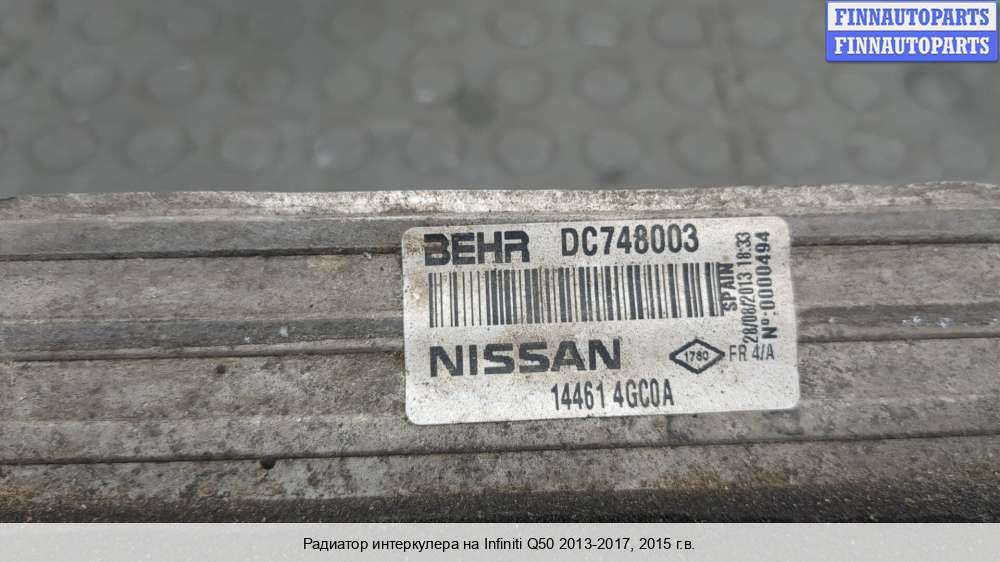 FINNAUTOPARTS
FINNAUTOPARTS
BEHR DC748003
SPAIN
28/08/2013 18:33
Nº:0000494
NISSAN
1780
FR 4/A
14461 4GC0A
Радиатор интеркулера на Infiniti Q50 2013-2017, 2015 г.в.